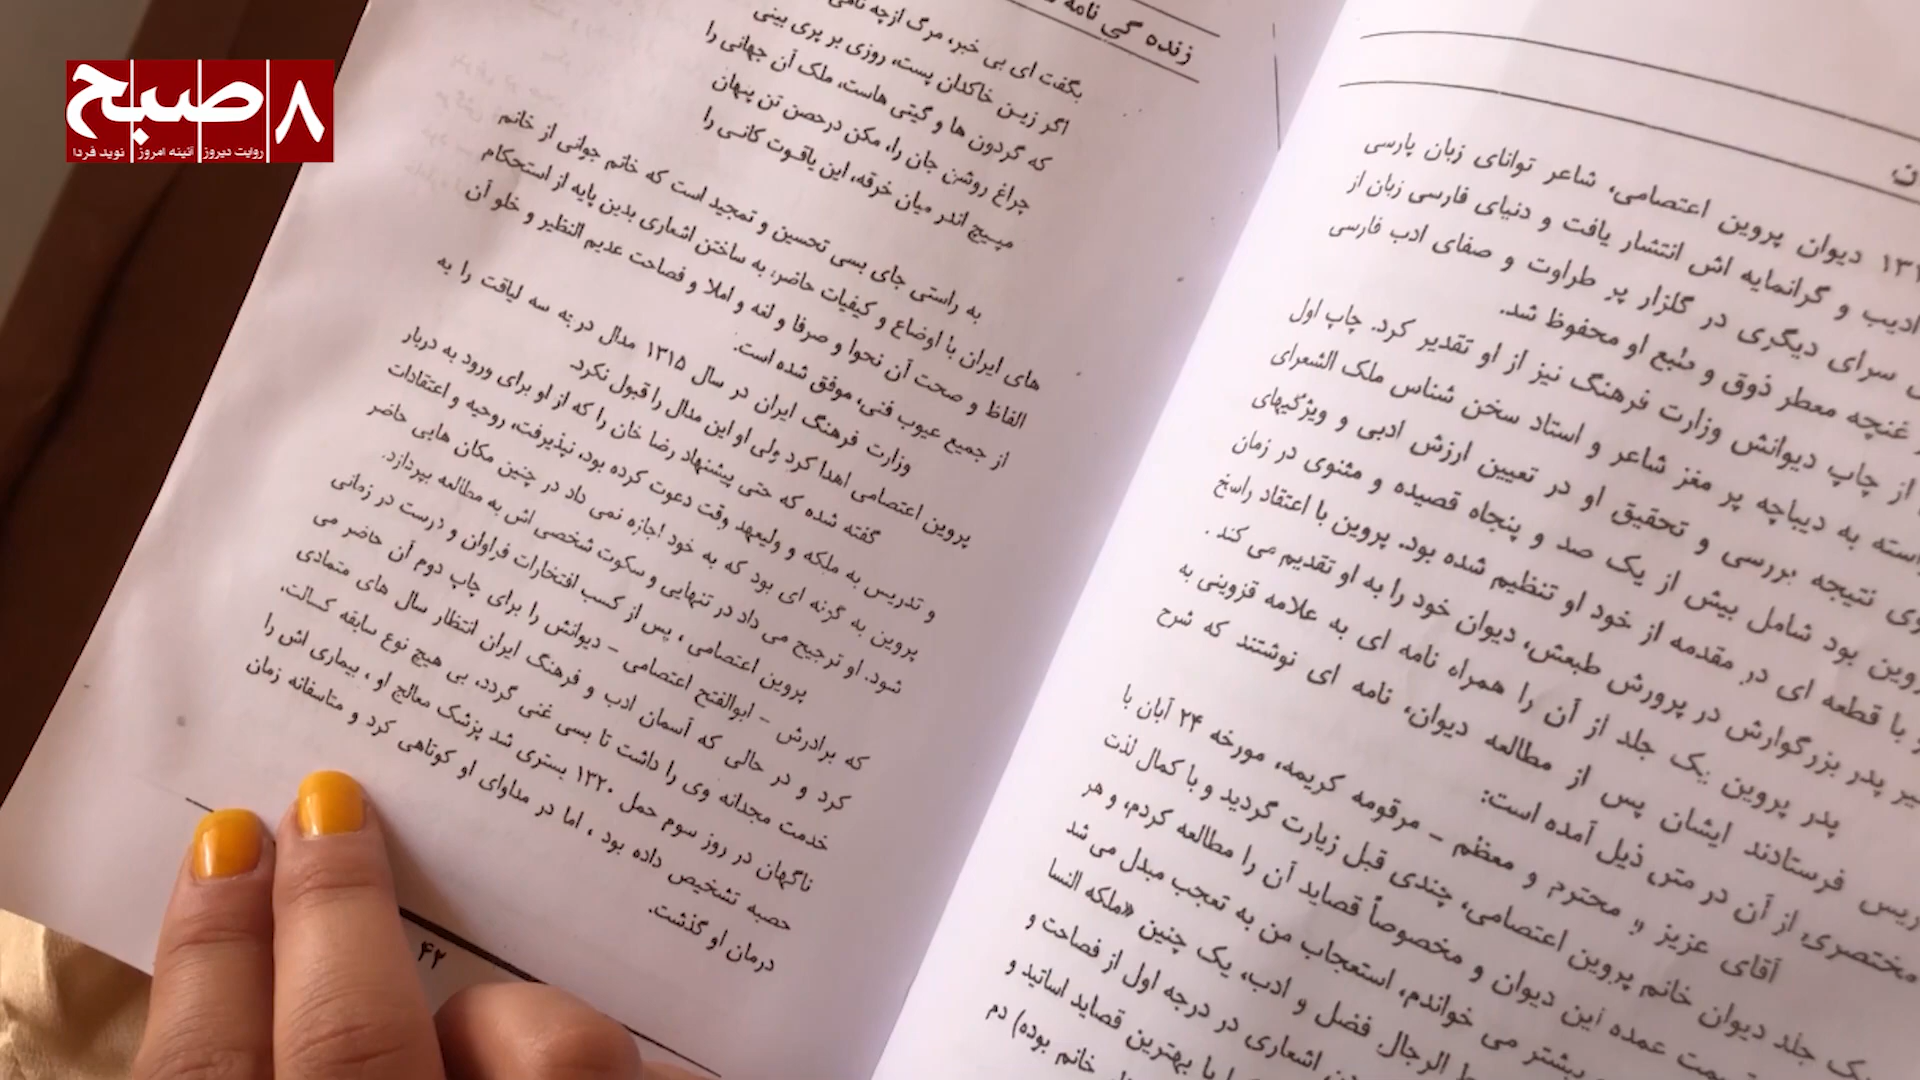 ۸صبح
روایت دیروز آئینه امروز نوید فردا
زنده گی نامه
بگفت ای بی خبر، مرگ ازچه نامی
اگر زین خاکدان پست، روزی بر پری بینی
که گردون ها و گیتی هاست، ملک آن جهانی را
چراغ روشن جان را، مکن درحصن تن پنهان
مپیچ اندر میان خرقه، این یاقوت کانی را
به راستی جای بسی تحسین و تمجید است که خانم جوانی از خانم
های ایران با اوضاع و کیفیات حاضر، به ساختن اشعاری بدین پایه از استحکام
الفاظ و صحت آن نحوا و صرفا و لغه و املا و فصاحت عدیم النظیر و خلو آن
از جمیع عیوب فنی، موفق شده است.
وزارت فرهنگ ایران در سال ۱۳۱۵ مدال درجه سه لیاقت را به
پروین اعتصامی اهدا کرد ولی او این مدال را قبول نکرد.
گفته شده که حتی پیشنهاد رضا خان را که از او برای ورود به دربار
و تدریس به ملکه و ولیعهد وقت دعوت کرده بود، نپذیرفت، روحیه و اعتقادات
پروین به گونه ای بود که به خود اجازه نمی داد در چنین مکان هایی حاضر
شود. او ترجیح می داد در تنهایی و سکوت شخصی اش به مطالعه بپردازد.
پروین اعتصامی، پس از کسب افتخارات فراوان و درست در زمانی
که برادرش - ابوالفتح اعتصامی - دیوانش را برای چاپ دوم آن حاضر می
کرد و در حالی که آسمان ادب و فرهنگ ایران انتظار سال های متمادی
خدمت مجدانه وی را داشت تا بسی غنی گردد، بی هیچ نوع سابقه کسالت،
ناگهان در روز سوم حمل ۱۳۲۰ بستری شد پزشک معالج او، بیماری اش را
حصبه تشخیص داده بود، اما در مداوای او کوتاهی کرد و متاسفانه زمان
درمان او گذشت.
۴۲
دیوان پروین اعتصامی، شاعر توانای زبان پارسی
ادیب و گرانمایه اش انتشار یافت و دنیای فارسی زبان از
سرای دیگری در گلزار پر طراوت و صفای ادب فارسی
غنچه معطر ذوق و طبع او محفوظ شد.
از چاپ دیوانش وزارت فرهنگ نیز از او تقدیر کرد. چاپ اول
به دیباچه پر مغز شاعر و استاد سخن شناس ملک الشعرای
نتیجه بررسی و تحقیق او در تعیین ارزش ادبی و ویژگیهای
بود شامل بیش از یک صد و پنجاه قصیده و مثنوی در زمان
با قطعه ای در مقدمه از خود او تنظیم شده بود. پروین با اعتقاد راسخ
پدر بزرگوارش در پرورش طبعش، دیوان خود را به او تقدیم می کند.
پدر پروین یک جلد از آن را همراه نامه ای به علامه قزوینی به
فرستادند ایشان پس از مطالعه دیوان، نامه ای نوشتند که شرح
مختصری از آن در متن ذیل آمده است:
آقای عزیز و محترم و معظم - مرقومه کریمه، مورخه ۲۴ آبان با
جلد دیوان خانم پروین اعتصامی، چندی قبل زیارت گردید و با کمال لذت
عمده این دیوان و مخصوصاً قصاید آن را مطالعه کردم، و هر
بیشتر می خواندم، استعجاب من به تعجب مبدل می شد
الرجال فضل و ادب، یک چنین «ملکه النسا
اشعاری در درجه اول از فصاحت و
با بهترین قصاید اساتید و
خانم بوده) دم